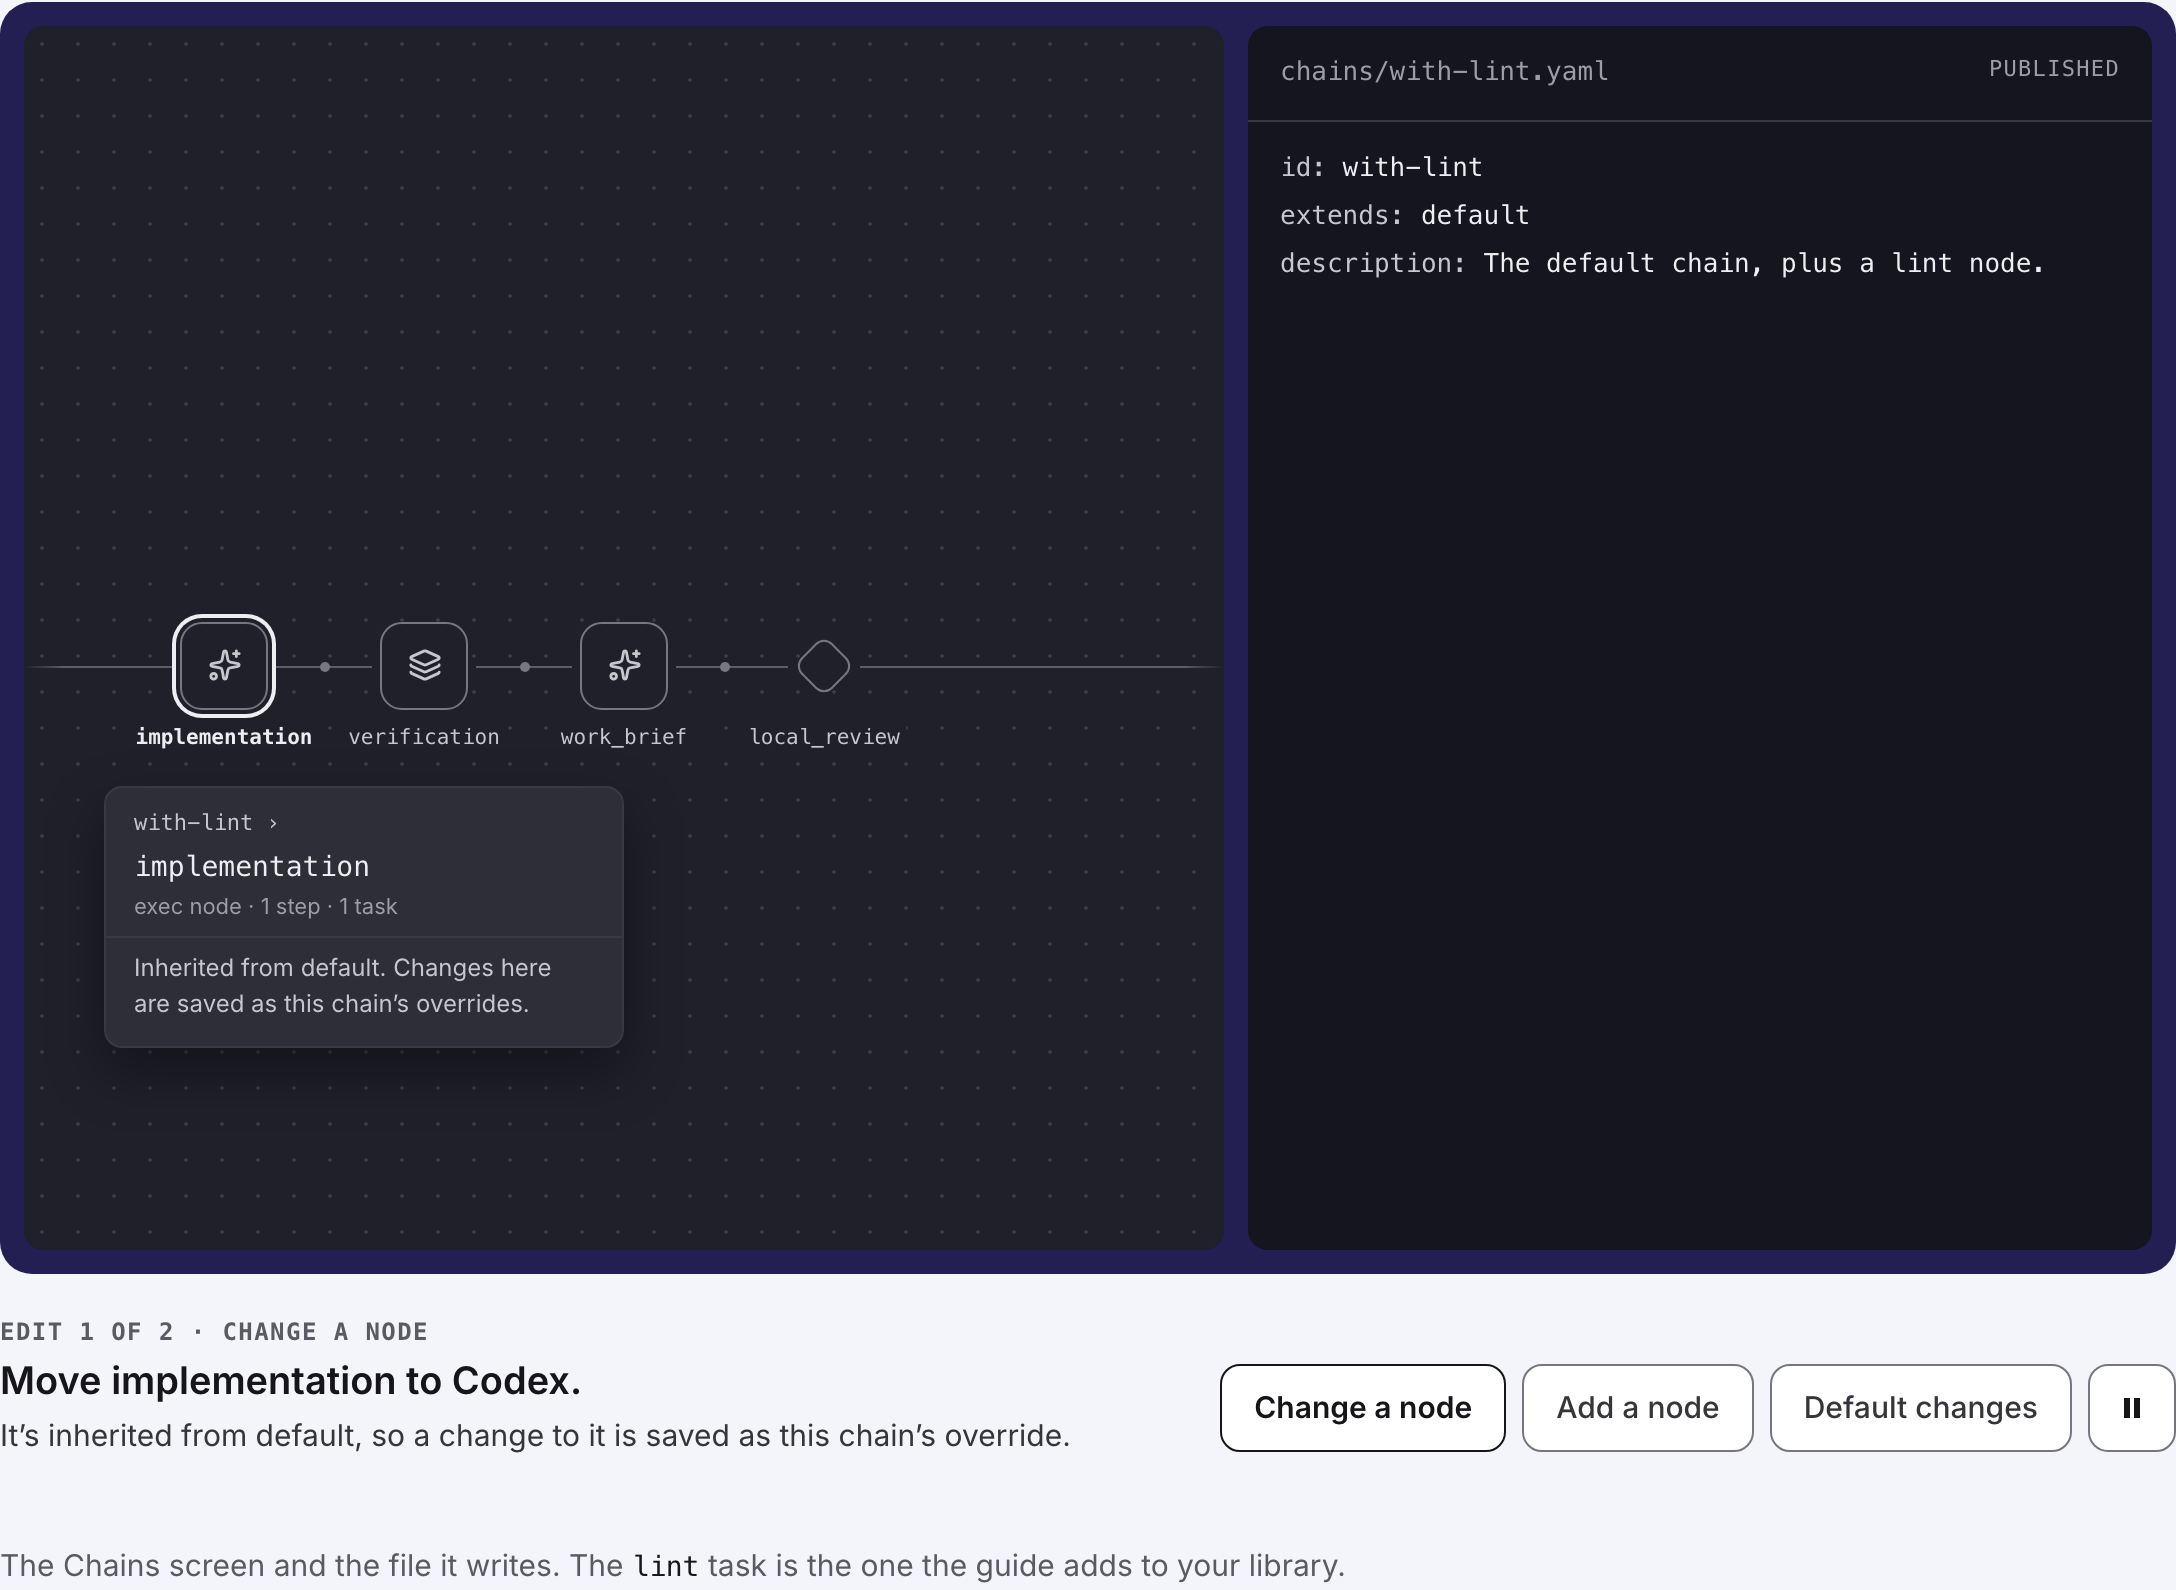 chains/with-lint.yaml
PUBLISHED
id: with-lint
extends: default
description: The default chain, plus a lint node.
implementation
verification
work_brief
local_review
with-lint ›
implementation
exec node · 1 step · 1 task
Inherited from default. Changes here
are saved as this chain’s overrides.
EDIT 1 OF 2 · CHANGE A NODE
Move implementation to Codex.
It’s inherited from default, so a change to it is saved as this chain’s override.
Change a node
Add a node
Default changes
The Chains screen and the file it writes. The lint task is the one the guide adds to your library.